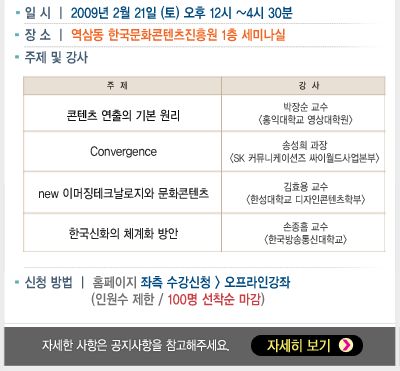 일 시 | 2009년 2월 21일 (토) 오후 12시 ~4시 30분
장 소 | 역삼동 한국문화콘텐츠진흥원 1층 세미나실
주제 및 강사
주 제 강 사
콘텐츠 연출의 기본 원리 박장순 교수
<홍익대학교 영상대학원>
Convergence 송성희 과장
<SK 커뮤니케이션즈 싸이월드사업본부>
new 이머징테크날로지와 문화콘텐츠 김효용 교수
<한성대학교 디자인콘텐츠학부>
한국신화의 체계화 방안 손종흠 교수
<한국방송통신대학교>
신청 방법 | 홈페이지 좌측 수강신청 > 오프라인강좌
(인원수 제한 / 100명 선착순 마감)
자세한 사항은 공지사항을 참고해주세요. 자세히 보기